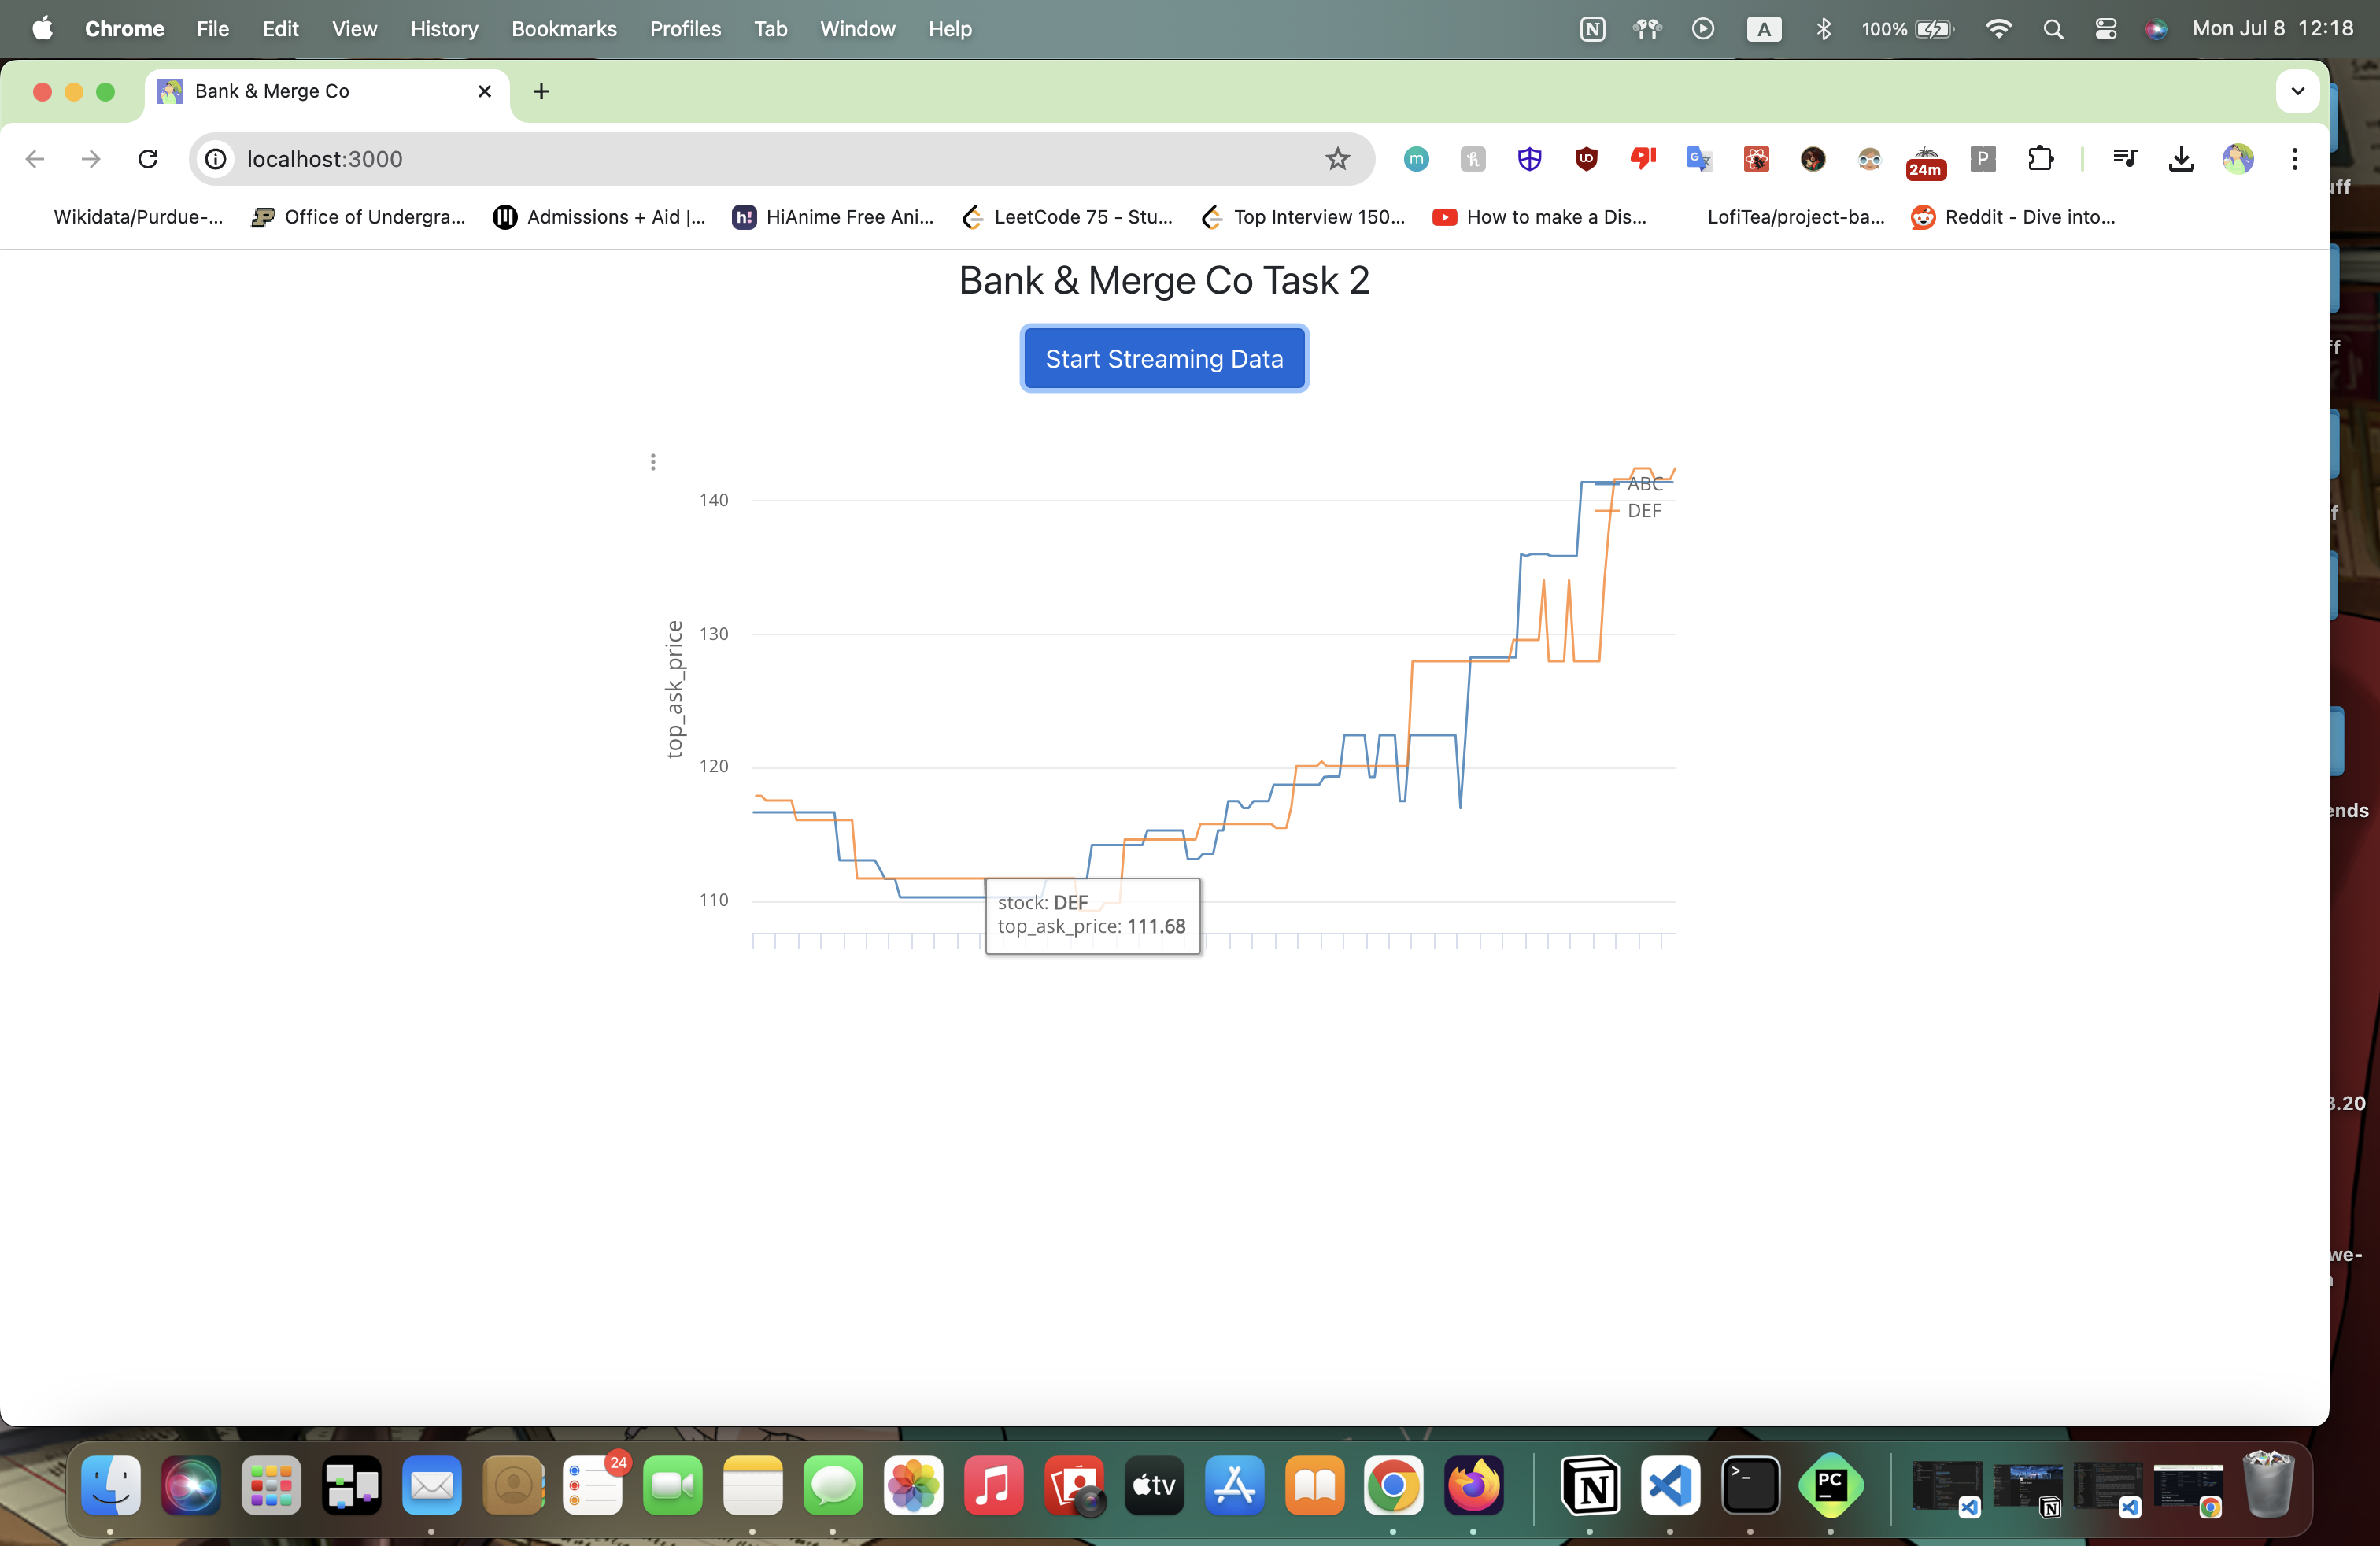 Chrome File Edit View History Bookmarks Profiles Tab Window Help N A 100% Mon Jul 8 12:18
Bank & Merge Co
localhost:3000 m 24m P
Wikidata/Purdue-... Office of Undergra... Admissions + Aid |... h! HiAnime Free Ani... LeetCode 75 - Stu... Top Interview 150... How to make a Dis... LofiTea/project-ba... Reddit - Dive into...
Bank & Merge Co Task 2
Start Streaming Data
140
130
120
110
top_ask_price
ABC
DEF
stock: DEF
top_ask_price: 111.68
24
tv
N
>_
PC